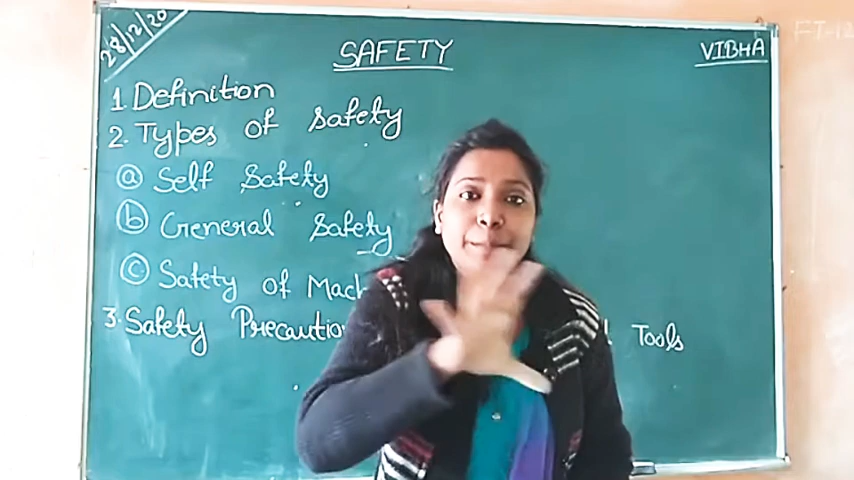 28/12/20
SAFETY
VIBHA
1 Definition
2. Types of Safety
ⓐ Self Safety
ⓑ General Safety
ⓒ Safety of Mach
3. Safety Precautio Tools